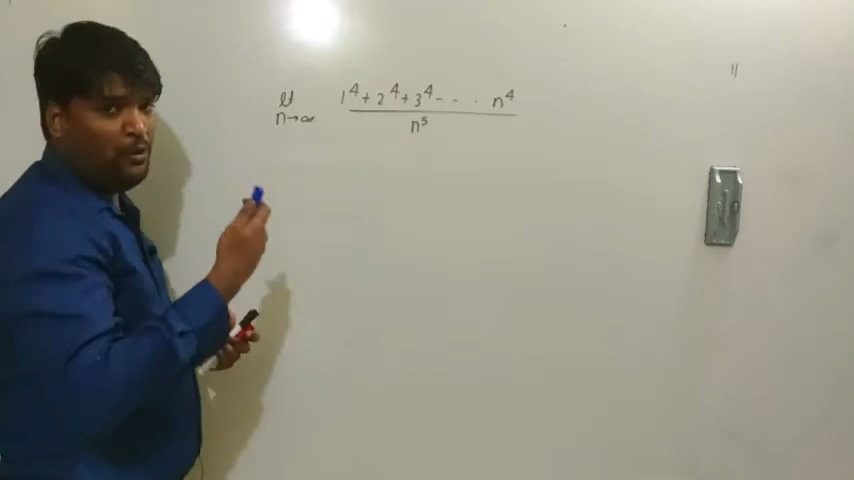 lt 1⁴ + 2⁴ + 3⁴ - - . . n⁴
n→∞ n⁵